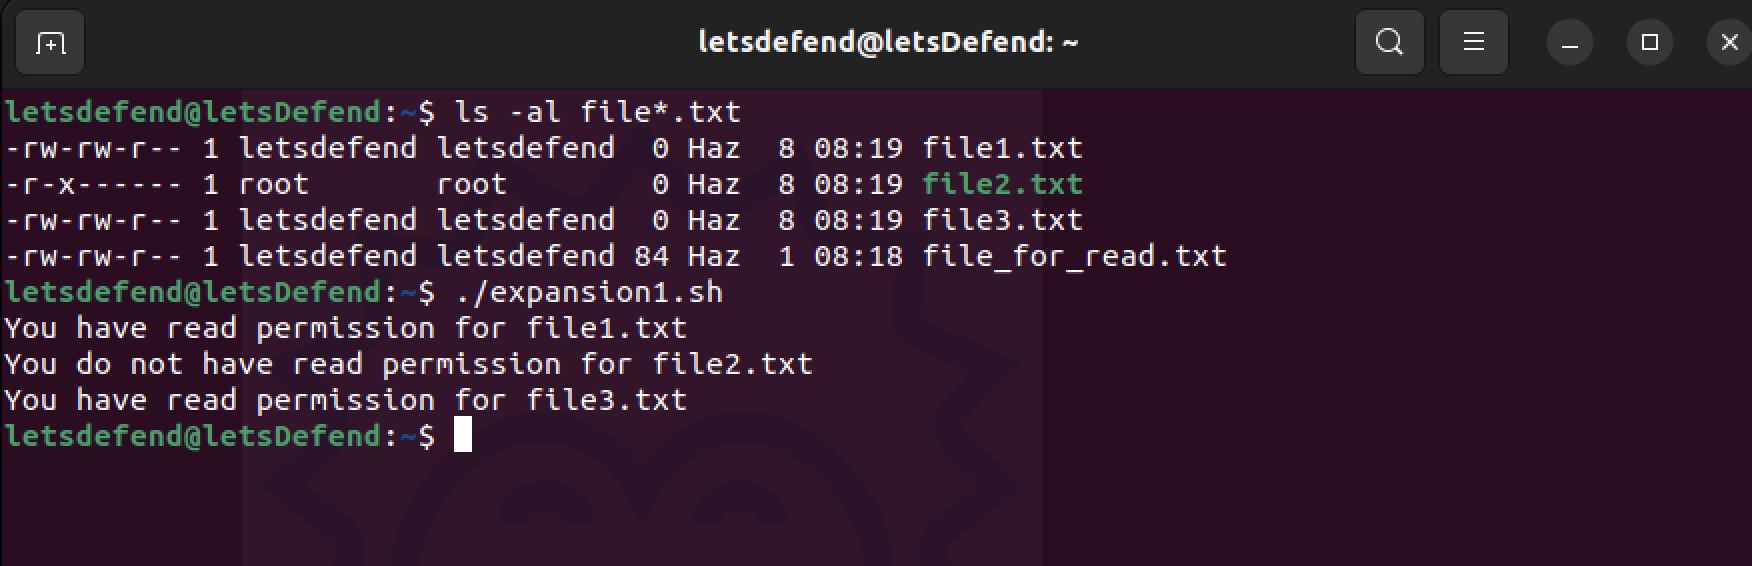 letsdefend@letsDefend: ~
letsdefend@letsDefend:~$ ls -al file*.txt
-rw-rw-r-- 1 letsdefend letsdefend  0 Haz  8 08:19 file1.txt
-r-x------ 1 root       root        0 Haz  8 08:19 file2.txt
-rw-rw-r-- 1 letsdefend letsdefend  0 Haz  8 08:19 file3.txt
-rw-rw-r-- 1 letsdefend letsdefend 84 Haz  1 08:18 file_for_read.txt
letsdefend@letsDefend:~$ ./expansion1.sh
You have read permission for file1.txt
You do not have read permission for file2.txt
You have read permission for file3.txt
letsdefend@letsDefend:~$